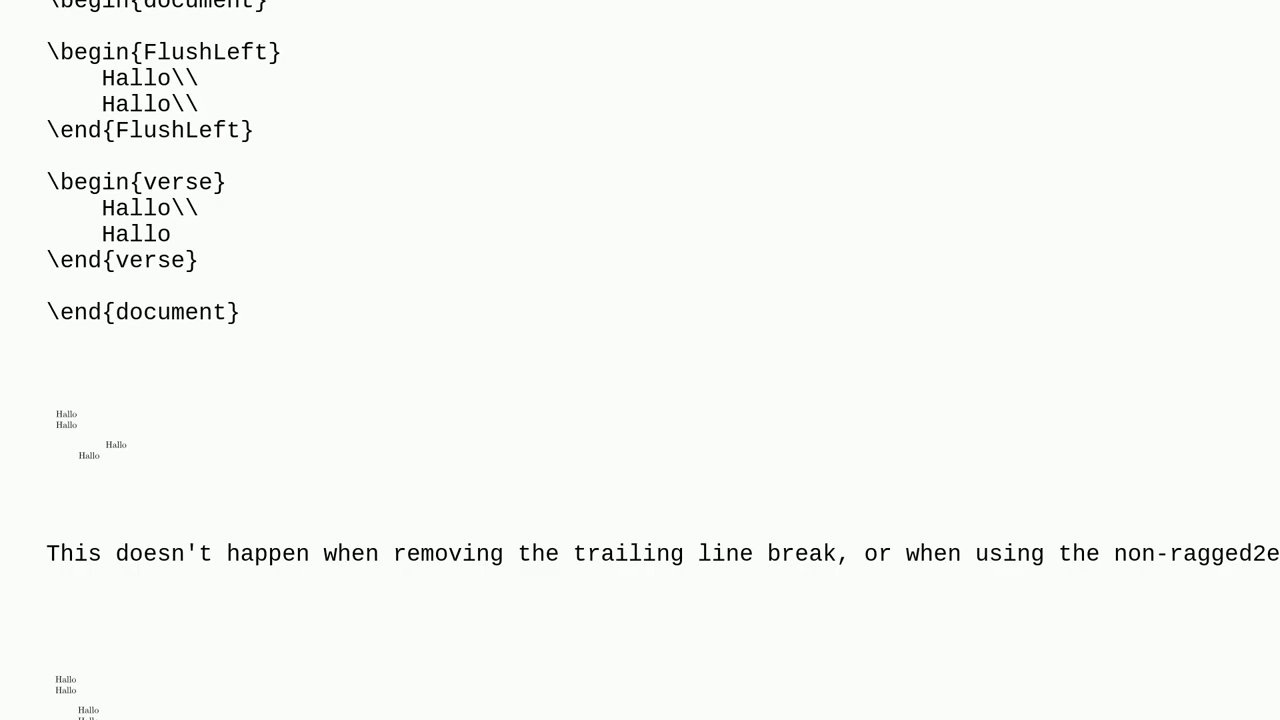 \begin{document}
\begin{FlushLeft}
Hallo\\
Hallo\\
\end{FlushLeft}
\begin{verse}
Hallo\\
Hallo
\end{verse}
\end{document}
Hallo
Hallo
Hallo
Hallo
This doesn't happen when removing the trailing line break, or when using the non-ragged2e
Hallo
Hallo
Hallo
Hallo